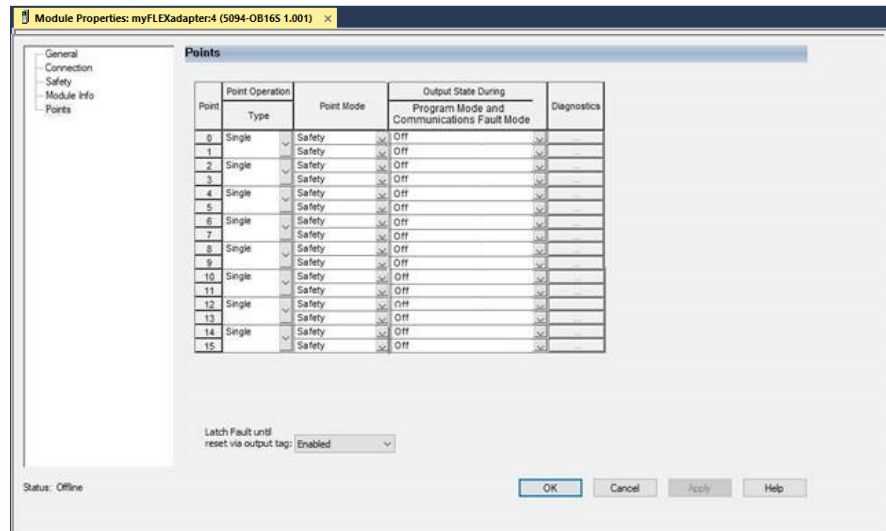 Module Properties: myFLEXadapter:4 (5094-OB16S 1.001) ×
General
Connection
Safety
Module Info
Points
Points
Point Operation Output State During
Point Type Point Mode Program Mode and Communications Fault Mode Diagnostics
0 Single Safety Off ...
1 Safety Off ...
2 Single Safety Off ...
3 Safety Off ...
4 Single Safety Off ...
5 Safety Off ...
6 Single Safety Off ...
7 Safety Off ...
8 Single Safety Off ...
9 Safety Off ...
10 Single Safety Off ...
11 Safety Off ...
12 Single Safety Off ...
13 Safety Off ...
14 Single Safety Off ...
15 Safety Off ...
Latch Fault until
reset via output tag: Enabled
Status: Offline
OK Cancel Apply Help